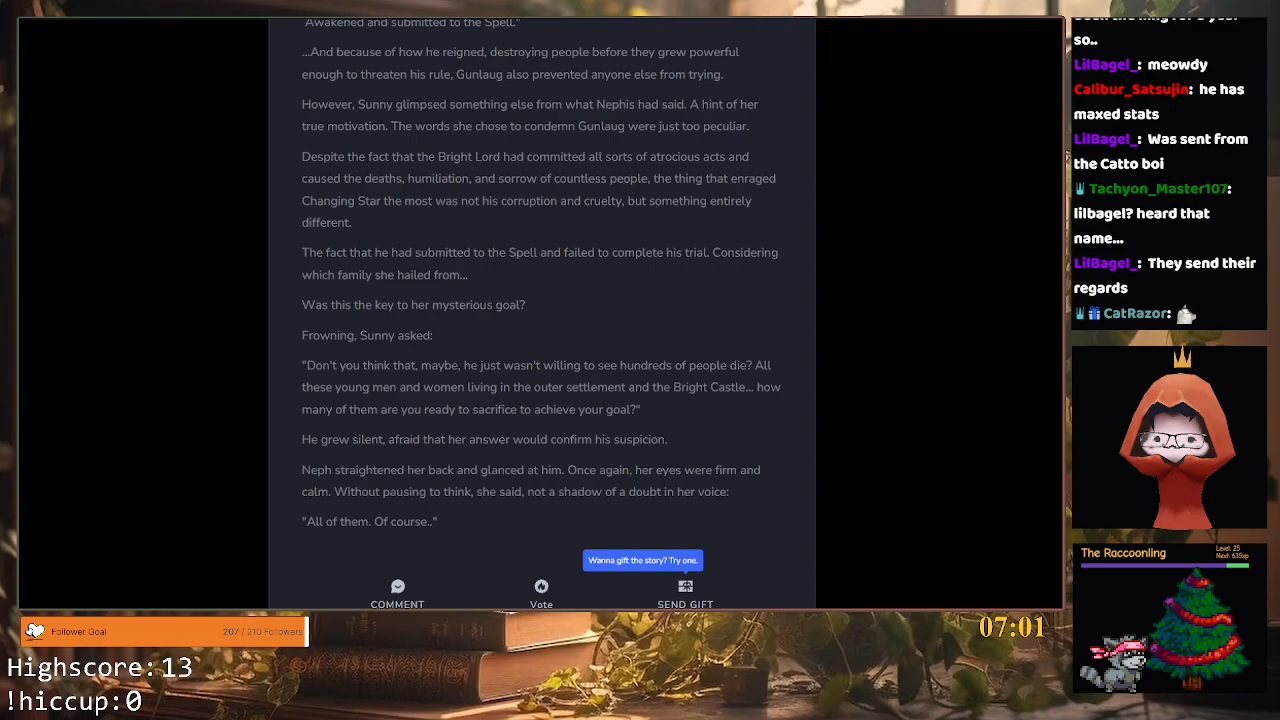 Awakened and submitted to the Spell."
...And because of how he reigned, destroying people before they grew powerful
enough to threaten his rule, Gunlaug also prevented anyone else from trying.
However, Sunny glimpsed something else from what Nephis had said. A hint of her
true motivation. The words she chose to condemn Gunlaug were just too peculiar.
Despite the fact that the Bright Lord had committed all sorts of atrocious acts and
caused the deaths, humiliation, and sorrow of countless people, the thing that enraged
Changing Star the most was not his corruption and cruelty, but something entirely
different.
The fact that he had submitted to the Spell and failed to complete his trial. Considering
which family she hailed from...
Was this the key to her mysterious goal?
Frowning, Sunny asked:
"Don't you think that, maybe, he just wasn't willing to see hundreds of people die? All
these young men and women living in the outer settlement and the Bright Castle... how
many of them are you ready to sacrifice to achieve your goal?"
He grew silent, afraid that her answer would confirm his suspicion.
Neph straightened her back and glanced at him. Once again, her eyes were firm and
calm. Without pausing to think, she said, not a shadow of a doubt in her voice:
"All of them. Of course.."
Wanna gift the story? Try one.
COMMENT
Vote
SEND GIFT
so..
LilBagel_: meowdy
Calibur_Satsujin: he has
maxed stats
LilBagel_: Was sent from
the Catto boi
Tachyon_Master107:
lilbagel? heard that
name...
LilBagel_: They send their
regards
CatRazor:
The Raccoonling
Level: 25
Next: 635xp
Follower Goal
207 / 210 Followers
07:01
Highscore:13
!hiccup:0